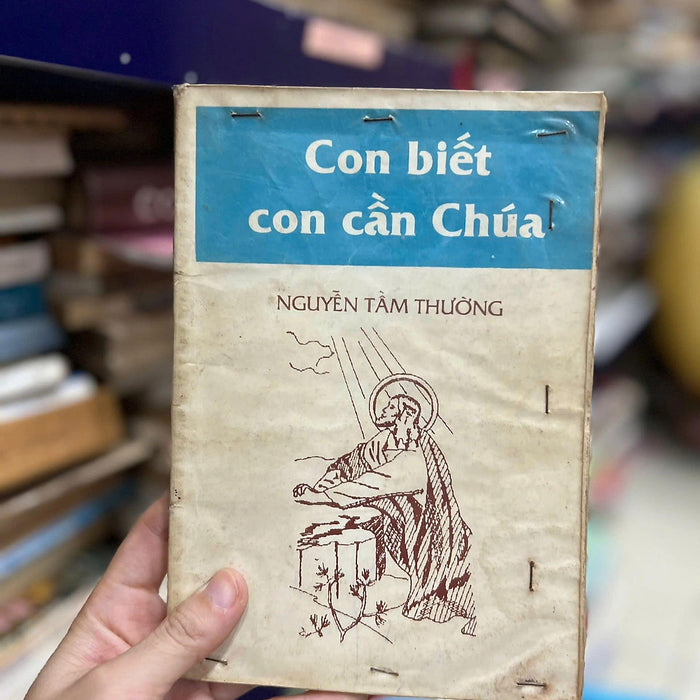 Con biết
con cần Chúa
NGUYỄN TẦM THƯỜNG